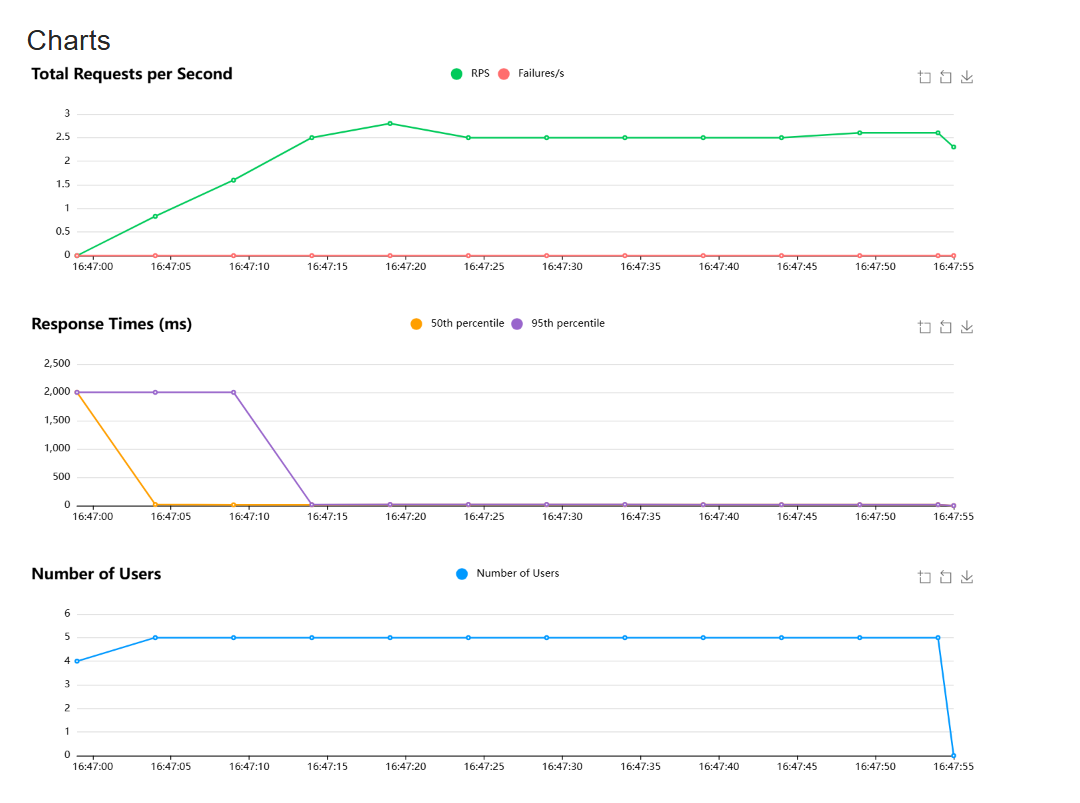 Charts
Total Requests per Second
RPS Failures/s
3
2.5
2
1.5
1
0.5
0
16:47:00 16:47:05 16:47:10 16:47:15 16:47:20 16:47:25 16:47:30 16:47:35 16:47:40 16:47:45 16:47:50 16:47:55
Response Times (ms)
50th percentile 95th percentile
2,500
2,000
1,500
1,000
500
0
16:47:00 16:47:05 16:47:10 16:47:15 16:47:20 16:47:25 16:47:30 16:47:35 16:47:40 16:47:45 16:47:50 16:47:55
Number of Users
Number of Users
6
5
4
3
2
1
0
16:47:00 16:47:05 16:47:10 16:47:15 16:47:20 16:47:25 16:47:30 16:47:35 16:47:40 16:47:45 16:47:50 16:47:55